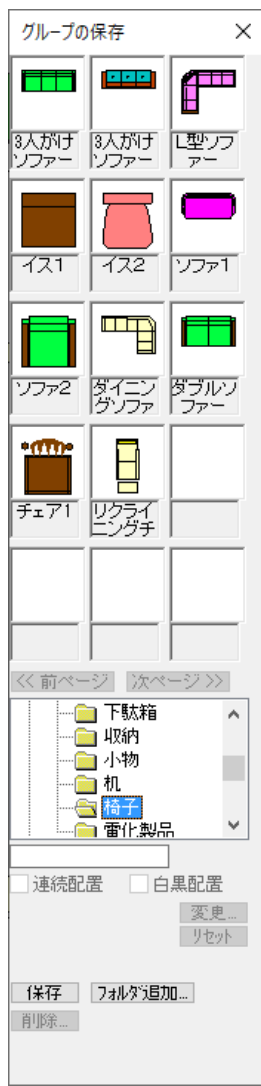 グループの保存
3人がけ
ソファー
3人がけ
ソファー
L型ソフ
ァー
イス1
イス2
ソファ1
ソファ2
ダイニン
グソファ
ダブルソ
ファー
チェア1
リクライ
ニングチ
<< 前ページ
次ページ >>
下駄箱
収納
小物
机
椅子
電化製品
連続配置
白黒配置
変更...
リセット
保存
フォルダ追加...
削除...